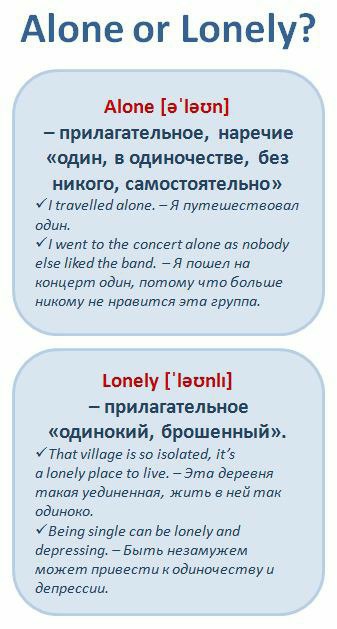 Alone or Lonely?
Alone [əˈləʊn]
– прилагательное, наречие
«один, в одиночестве, без
никого, самостоятельно»
✓I travelled alone. – Я путешествовал
один.
✓I went to the concert alone as nobody
else liked the band. – Я пошел на
концерт один, потому что больше
никому не нравится эта группа.
Lonely [ˈləʊnlı]
– прилагательное
«одинокий, брошенный».
✓That village is so isolated, it’s
a lonely place to live. – Эта деревня
такая уединенная, жить в ней так
одиноко.
✓Being single can be lonely and
depressing. – Быть незамужем
может привести к одиночеству и
депрессии.